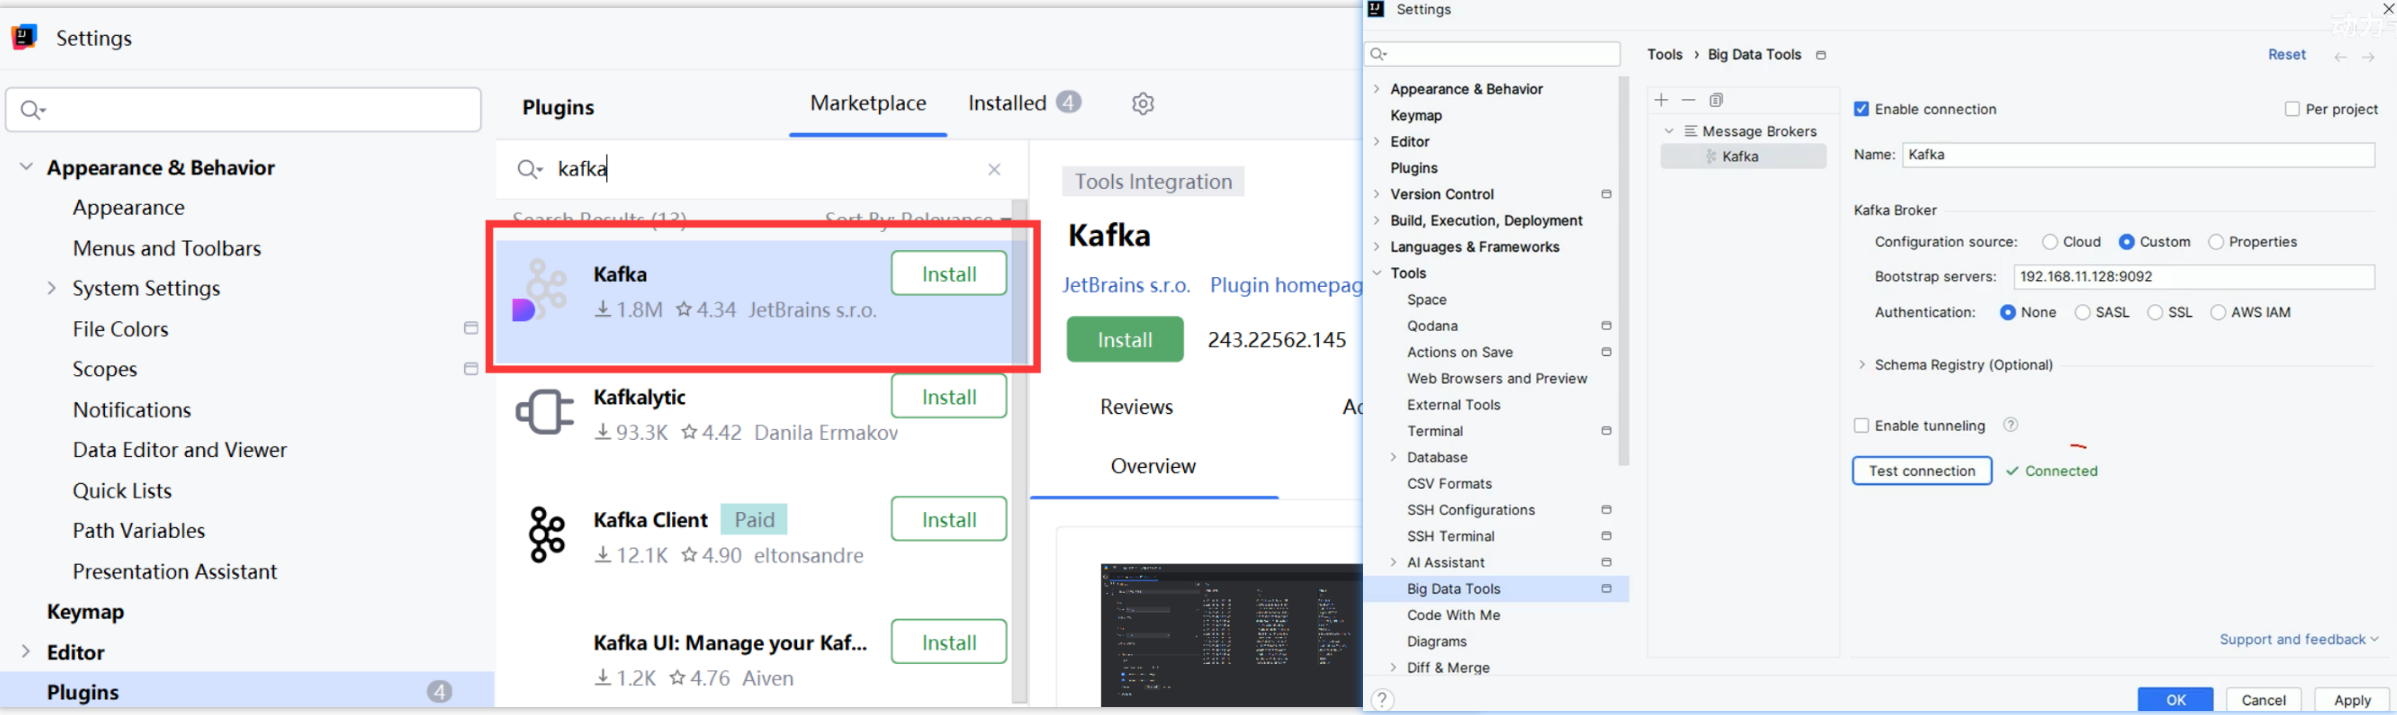 Settings
Plugins
Marketplace
Installed 4
kafka
Search Results (13)
Sort By: Relevance
Appearance & Behavior
Appearance
Menus and Toolbars
System Settings
File Colors
Scopes
Notifications
Data Editor and Viewer
Quick Lists
Path Variables
Presentation Assistant
Keymap
Editor
Plugins 4
Kafka
Install
1.8M 4.34 JetBrains s.r.o.
Kafkalytic
Install
93.3K 4.42 Danila Ermakov
Kafka Client Paid
Install
12.1K 4.90 eltonsandre
Kafka UI: Manage your Kaf...
Install
1.2K 4.76 Aiven
Tools Integration
Kafka
JetBrains s.r.o. Plugin homepag
Install 243.22562.145
Reviews
Overview
Settings
动力
Tools › Big Data Tools
Reset
Appearance & Behavior
Keymap
Editor
Plugins
Version Control
Build, Execution, Deployment
Languages & Frameworks
Tools
Space
Qodana
Actions on Save
Web Browsers and Preview
External Tools
Terminal
Database
CSV Formats
SSH Configurations
SSH Terminal
AI Assistant
Big Data Tools
Code With Me
Diagrams
Diff & Merge
Message Brokers
Kafka
Enable connection
Per project
Name: Kafka
Kafka Broker
Configuration source: Cloud Custom Properties
Bootstrap servers: 192.168.11.128:9092
Authentication: None SASL SSL AWS IAM
Schema Registry (Optional)
Enable tunneling ?
Test connection
Connected
Support and feedback
?
OK
Cancel
Apply